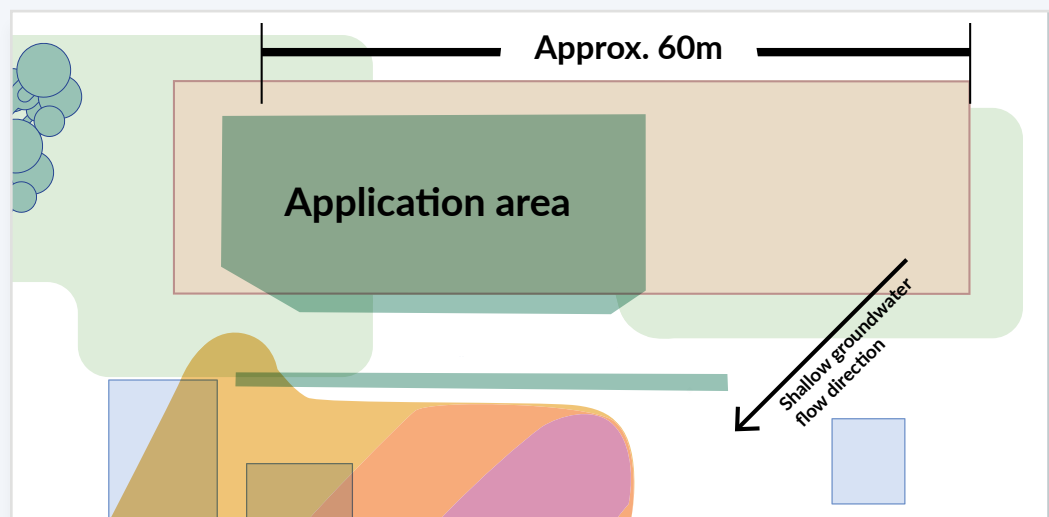 Approx. 60m
Application area
Shallow groundwater
flow direction